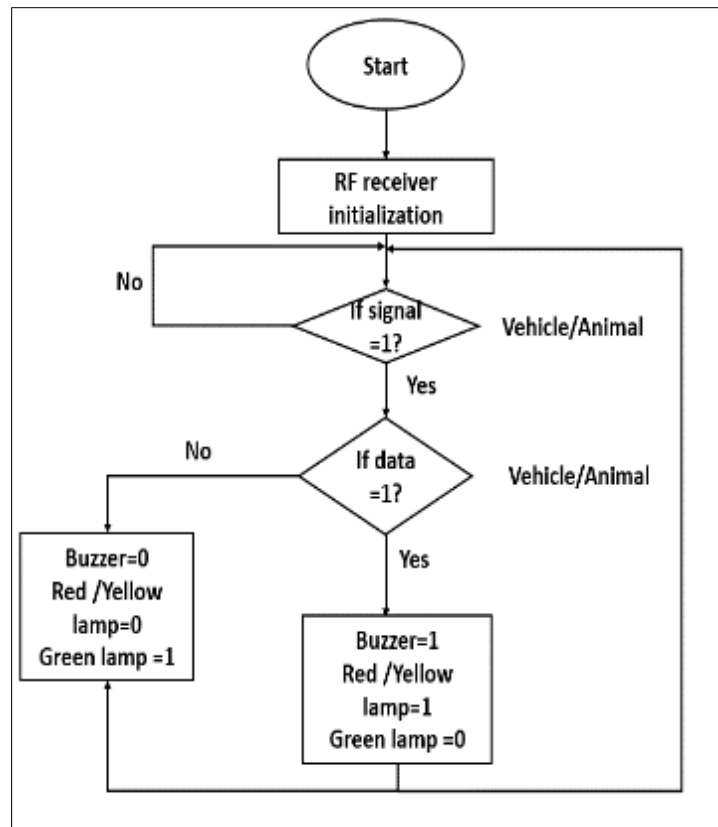 Start
RF receiver
initialization
No
If signal
=1?
Vehicle/Animal
Yes
No
If data
=1?
Vehicle/Animal
Yes
Buzzer=0
Red /Yellow
lamp=0
Green lamp =1
Buzzer=1
Red /Yellow
lamp=1
Green lamp =0